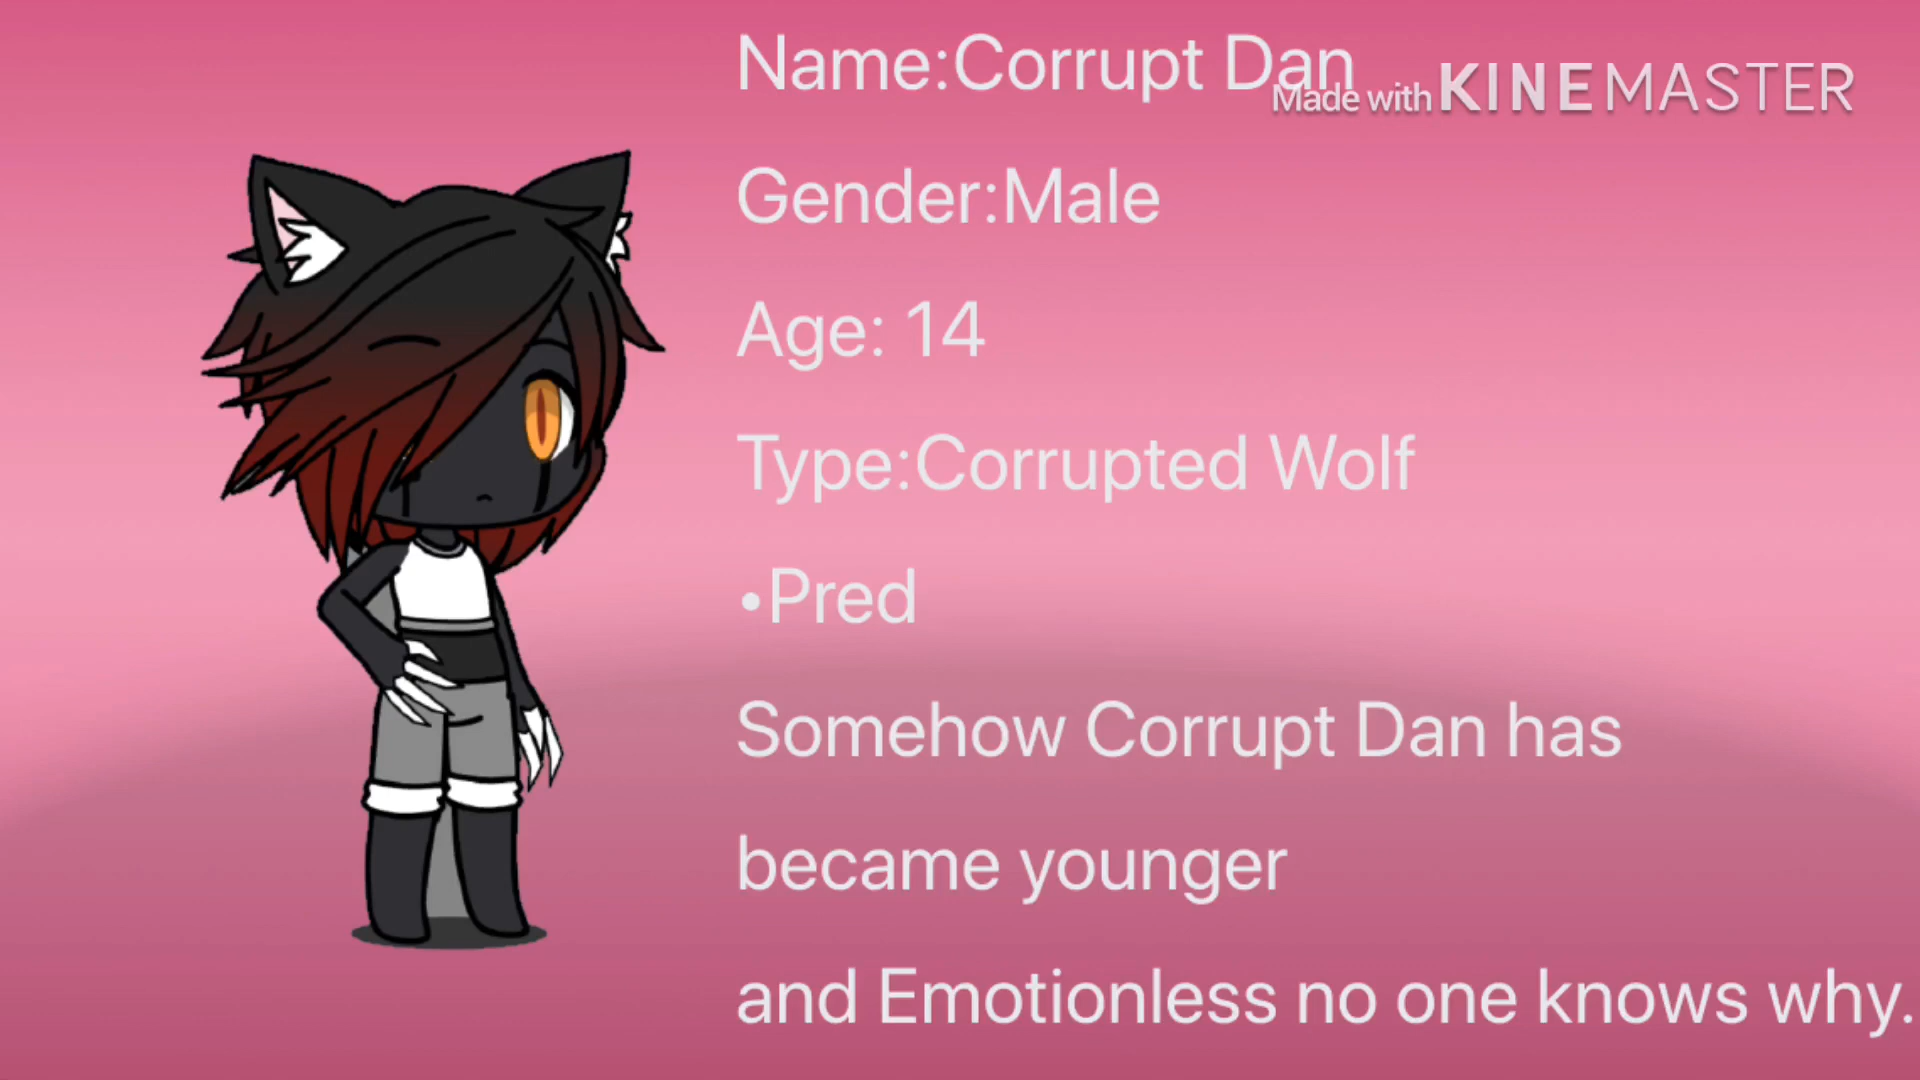 Name:Corrupt Dan
Made with KINEMASTER
Gender:Male
Age: 14
Type:Corrupted Wolf
•Pred
Somehow Corrupt Dan has
became younger
and Emotionless no one knows why.